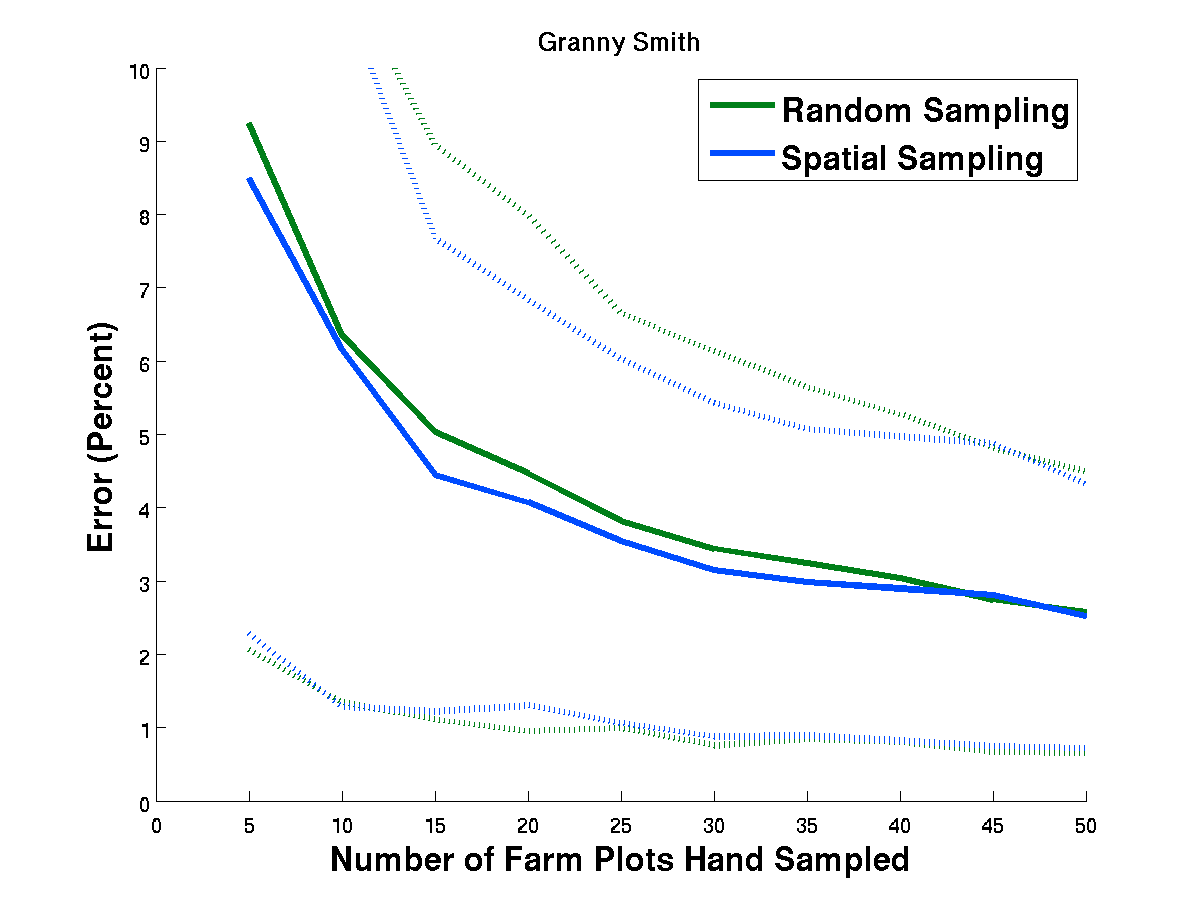 Granny Smith
Random Sampling
Spatial Sampling
10
9
8
7
6
5
4
3
2
1
0
Error (Percent)
0 5 10 15 20 25 30 35 40 45 50
Number of Farm Plots Hand Sampled